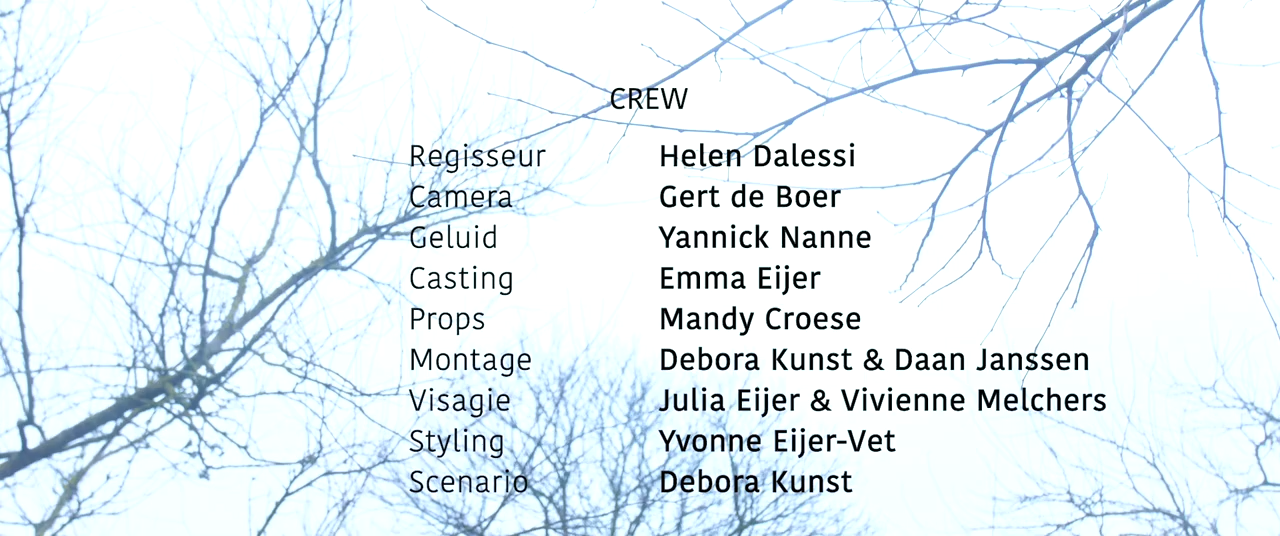 CREW
Regisseur Helen Dalessi
Camera Gert de Boer
Geluid Yannick Nanne
Casting Emma Eijer
Props Mandy Croese
Montage Debora Kunst & Daan Janssen
Visagie Julia Eijer & Vivienne Melchers
Styling Yvonne Eijer-Vet
Scenario Debora Kunst